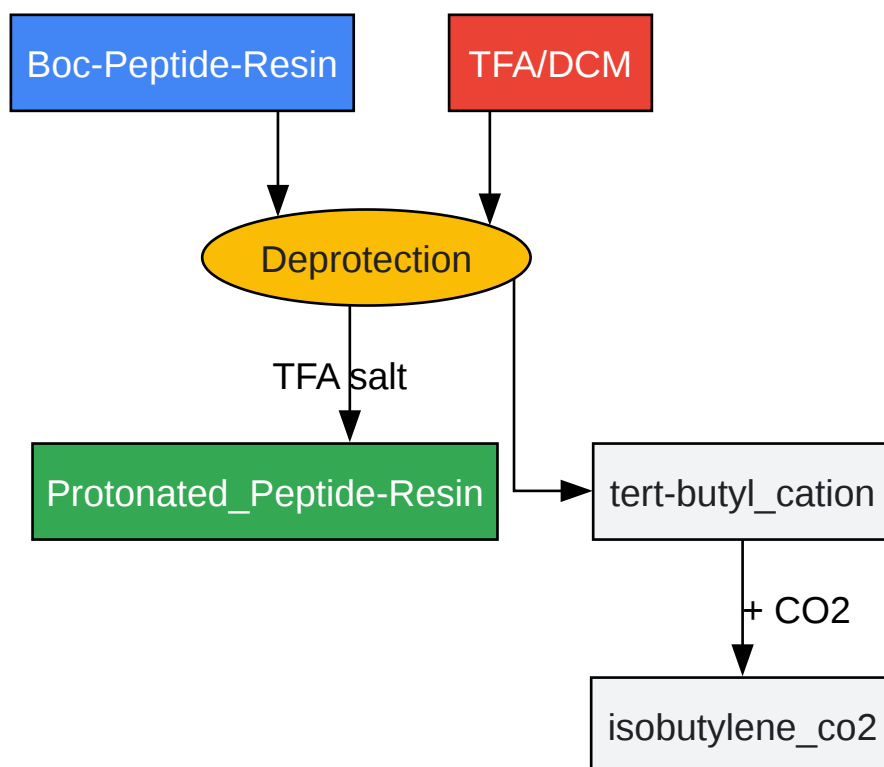 Boc-Peptide-Resin
TFA/DCM
Deprotection
TFA salt
Protonated_Peptide-Resin
tert-butyl_cation
+ CO2
isobutylene_co2